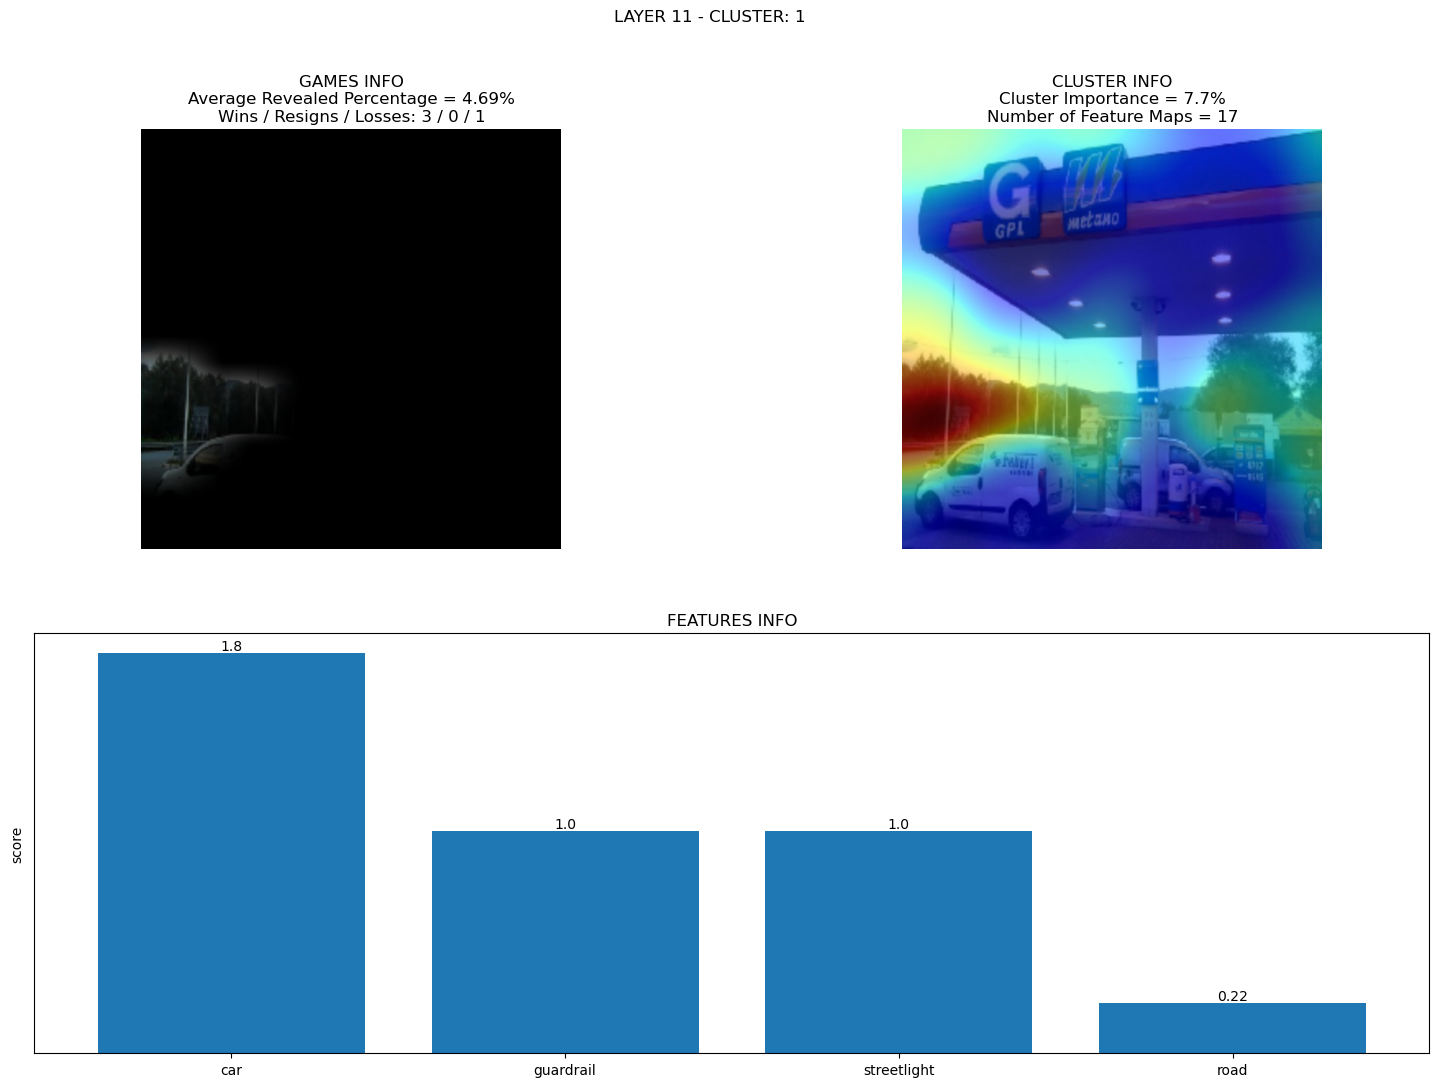 LAYER 11 - CLUSTER: 1
GAMES INFO
Average Revealed Percentage = 4.69%
Wins / Resigns / Losses: 3 / 0 / 1
CLUSTER INFO
Cluster Importance = 7.7%
Number of Feature Maps = 17
G
GPL
metano
FEATURES INFO
score
1.8
1.0
1.0
0.22
car
guardrail
streetlight
road